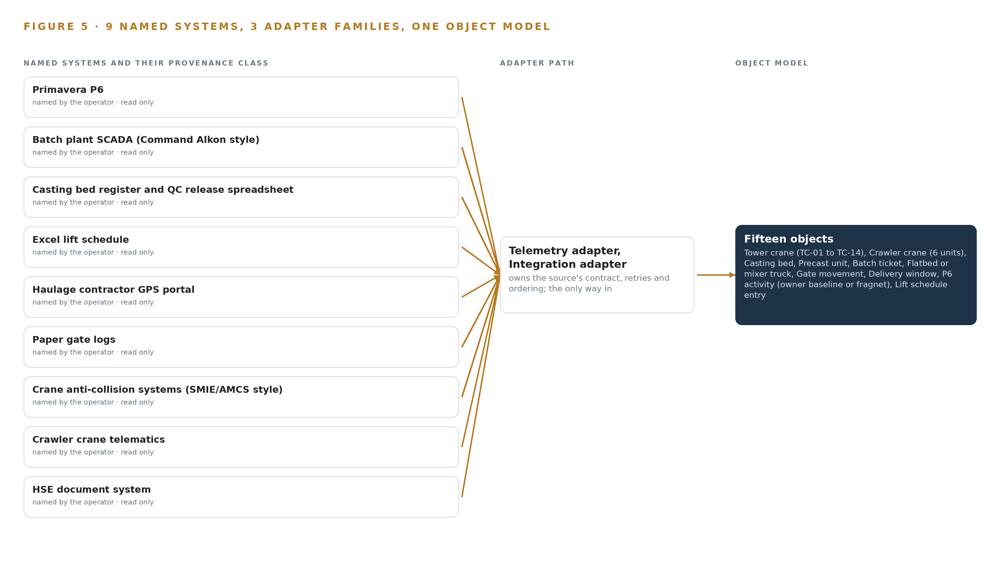 FIGURE 5 · 9 NAMED SYSTEMS, 3 ADAPTER FAMILIES, ONE OBJECT MODEL
NAMED SYSTEMS AND THEIR PROVENANCE CLASS
ADAPTER PATH
OBJECT MODEL
Primavera P6
named by the operator · read only
Batch plant SCADA (Command Alkon style)
named by the operator · read only
Casting bed register and QC release spreadsheet
named by the operator · read only
Excel lift schedule
named by the operator · read only
Haulage contractor GPS portal
named by the operator · read only
Paper gate logs
named by the operator · read only
Crane anti-collision systems (SMIE/AMCS style)
named by the operator · read only
Crawler crane telematics
named by the operator · read only
HSE document system
named by the operator · read only
Telemetry adapter,
Integration adapter
owns the source's contract, retries and
ordering; the only way in
Fifteen objects
Tower crane (TC-01 to TC-14), Crawler crane (6 units),
Casting bed, Precast unit, Batch ticket, Flatbed or
mixer truck, Gate movement, Delivery window, P6
activity (owner baseline or fragnet), Lift schedule
entry